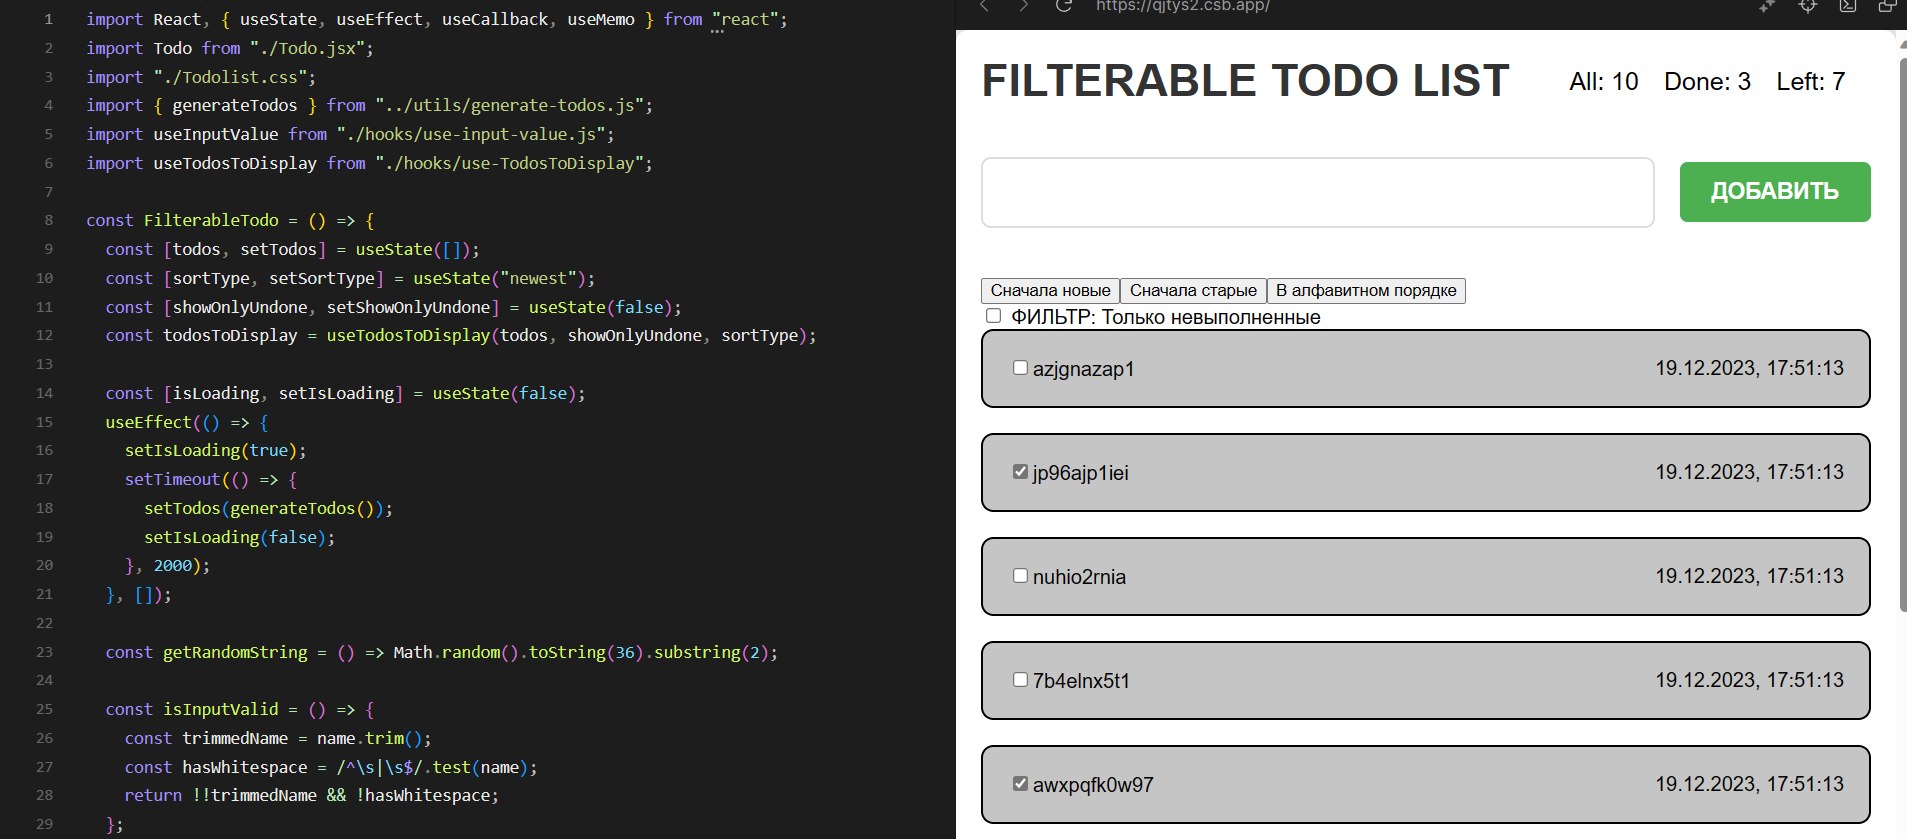 1 import React, { useState, useEffect, useCallback, useMemo } from "react";
2 import Todo from "./Todo.jsx";
3 import "./Todolist.css";
4 import { generateTodos } from "../utils/generate-todos.js";
5 import useInputValue from "./hooks/use-input-value.js";
6 import useTodosToDisplay from "./hooks/use-TodosToDisplay";
7
8 const FilterableTodo = () => {
9 const [todos, setTodos] = useState([]);
10 const [sortType, setSortType] = useState("newest");
11 const [showOnlyUndone, setShowOnlyUndone] = useState(false);
12 const todosToDisplay = useTodosToDisplay(todos, showOnlyUndone, sortType);
13
14 const [isLoading, setIsLoading] = useState(false);
15 useEffect(() => {
16 setIsLoading(true);
17 setTimeout(() => {
18 setTodos(generateTodos());
19 setIsLoading(false);
20 }, 2000);
21 }, []);
22
23 const getRandomString = () => Math.random().toString(36).substring(2);
24
25 const isInputValid = () => {
26 const trimmedName = name.trim();
27 const hasWhitespace = /^\s|\s$/.test(name);
28 return !!trimmedName && !hasWhitespace;
29 };
https://qjtys2.csb.app/
FILTERABLE TODO LIST All: 10 Done: 3 Left: 7
ДОБАВИТЬ
Сначала новые Сначала старые В алфавитном порядке
ФИЛЬТР: Только невыполненные
azjgnazap1 19.12.2023, 17:51:13
jp96ajp1iei 19.12.2023, 17:51:13
nuhio2rnia 19.12.2023, 17:51:13
7b4elnx5t1 19.12.2023, 17:51:13
awxpqfk0w97 19.12.2023, 17:51:13